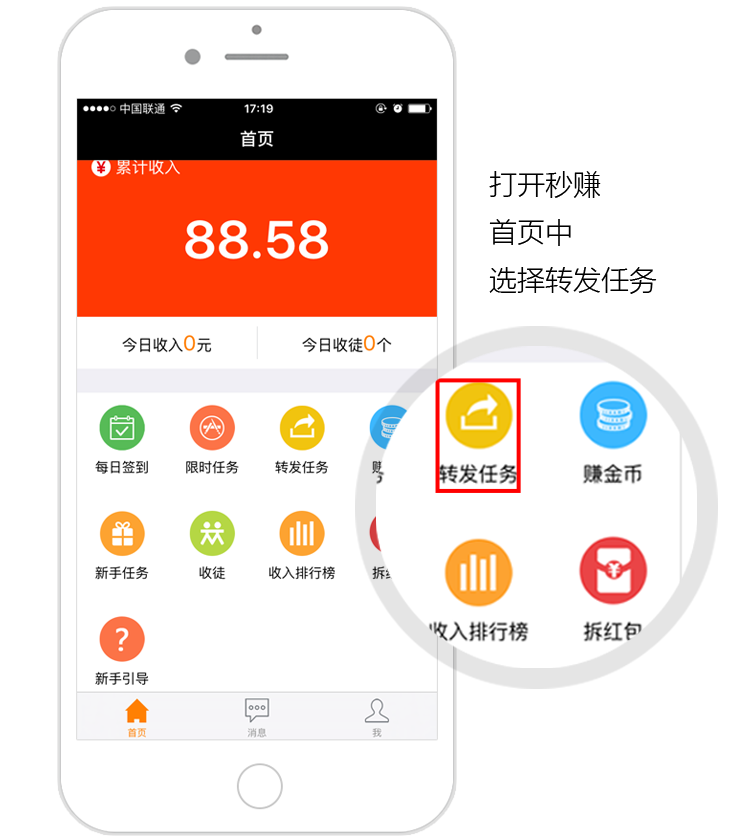 中国联通
17:19
首页
累计收入
88.58
今日收入0元
今日收徒0个
每日签到
限时任务
转发任务
新手任务
收徒
收入排行榜
新手引导
首页
消息
我
打开秒赚
首页中
选择转发任务
转发任务
赚金币
收入排行榜
拆红包